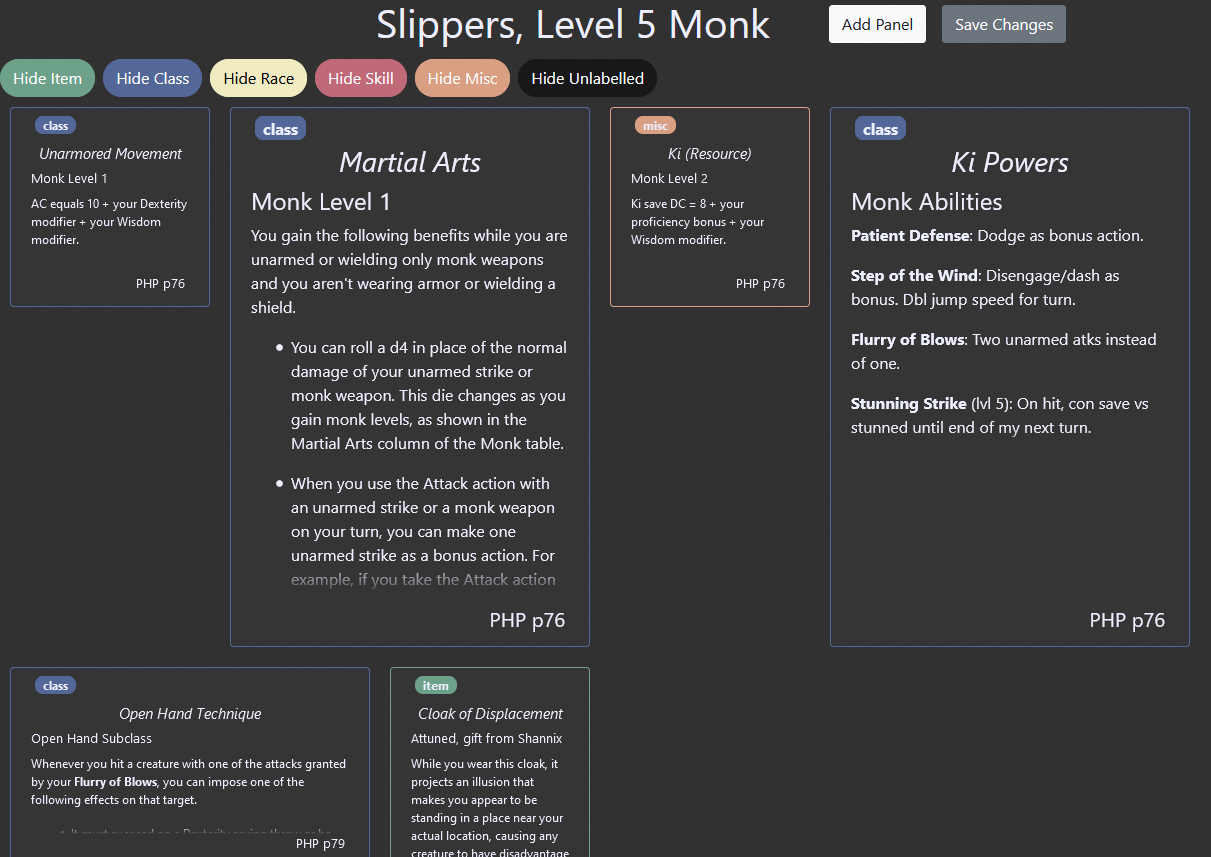 Slippers, Level 5 Monk
Add Panel
Save Changes
Hide Item
Hide Class
Hide Race
Hide Skill
Hide Misc
Hide Unlabelled
class
Unarmored Movement
Monk Level 1
AC equals 10 + your Dexterity
modifier + your Wisdom
modifier.
PHP p76
class
Martial Arts
Monk Level 1
You gain the following benefits while you are
unarmed or wielding only monk weapons
and you aren't wearing armor or wielding a
shield.
• You can roll a d4 in place of the normal
damage of your unarmed strike or
monk weapon. This die changes as you
gain monk levels, as shown in the
Martial Arts column of the Monk table.
• When you use the Attack action with
an unarmed strike or a monk weapon
on your turn, you can make one
unarmed strike as a bonus action. For
example, if you take the Attack action
PHP p76
misc
Ki (Resource)
Monk Level 2
Ki save DC = 8 + your
proficiency bonus + your
Wisdom modifier.
PHP p76
class
Ki Powers
Monk Abilities
Patient Defense: Dodge as bonus action.
Step of the Wind: Disengage/dash as
bonus. Dbl jump speed for turn.
Flurry of Blows: Two unarmed atks instead
of one.
Stunning Strike (lvl 5): On hit, con save vs
stunned until end of my next turn.
PHP p76
class
Open Hand Technique
Open Hand Subclass
Whenever you hit a creature with one of the attacks granted
by your Flurry of Blows, you can impose one of the
following effects on that target.
• It must succeed on a Dexterity saving throw or be
PHP p79
item
Cloak of Displacement
Attuned, gift from Shannix
While you wear this cloak, it
projects an illusion that
makes you appear to be
standing in a place near your
actual location, causing any
creature to have disadvantage